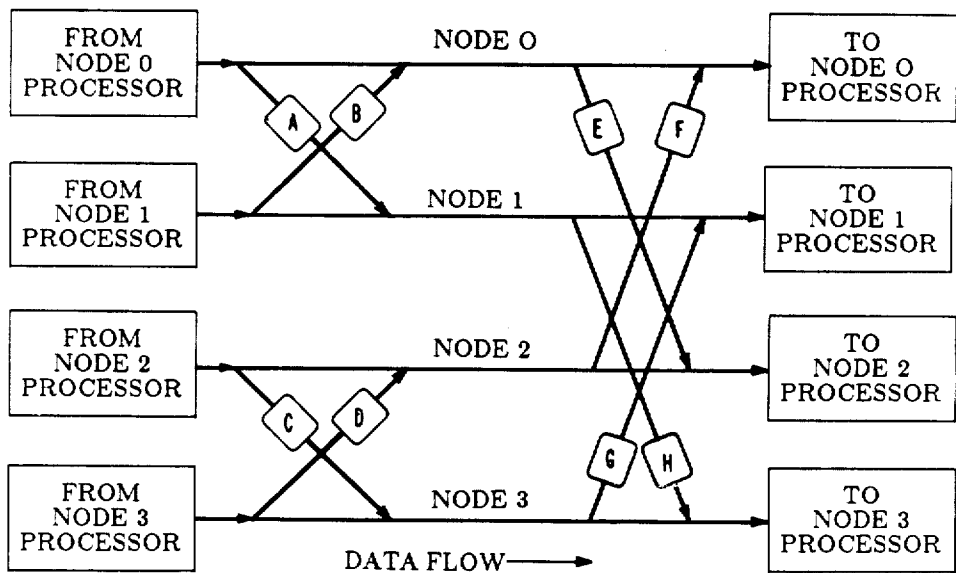 FROM
NODE 0
PROCESSOR
NODE O
TO
NODE O
PROCESSOR
A
B
E
F
FROM
NODE 1
PROCESSOR
NODE 1
TO
NODE 1
PROCESSOR
FROM
NODE 2
PROCESSOR
NODE 2
TO
NODE 2
PROCESSOR
C
D
G
H
FROM
NODE 3
PROCESSOR
NODE 3
TO
NODE 3
PROCESSOR
DATA FLOW